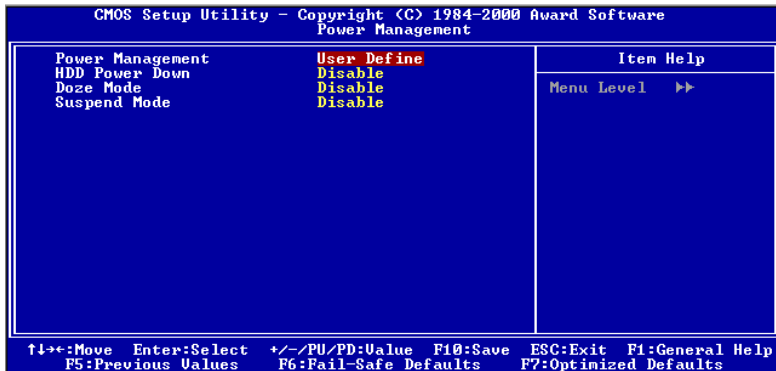 CMOS Setup Utility - Copyright (C) 1984-2000 Award Software
Power Management
Power Management User Define
HDD Power Down Disable
Doze Mode Disable
Suspend Mode Disable
Item Help
Menu Level ▶▶
↑↓→←:Move Enter:Select +/-/PU/PD:Value F10:Save ESC:Exit F1:General Help
F5:Previous Values F6:Fail-Safe Defaults F7:Optimized Defaults